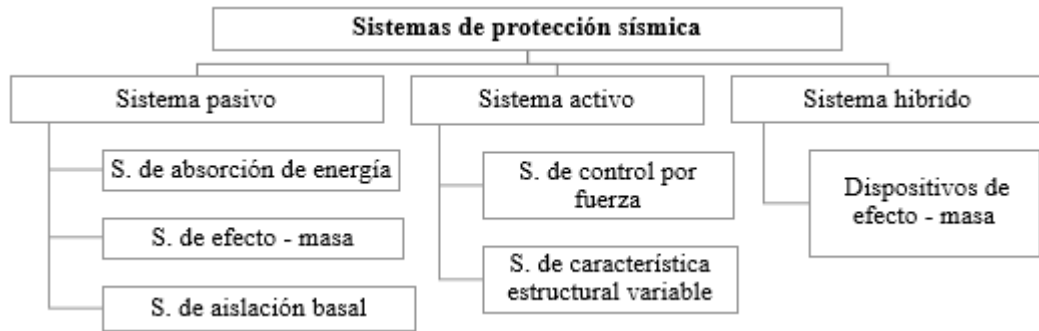 Sistemas de protección sísmica
Sistema pasivo
S. de absorción de energía
S. de efecto - masa
S. de aislación basal
Sistema activo
S. de control por
fuerza
S. de característica
estructural variable
Sistema hibrido
Dispositivos de
efecto - masa